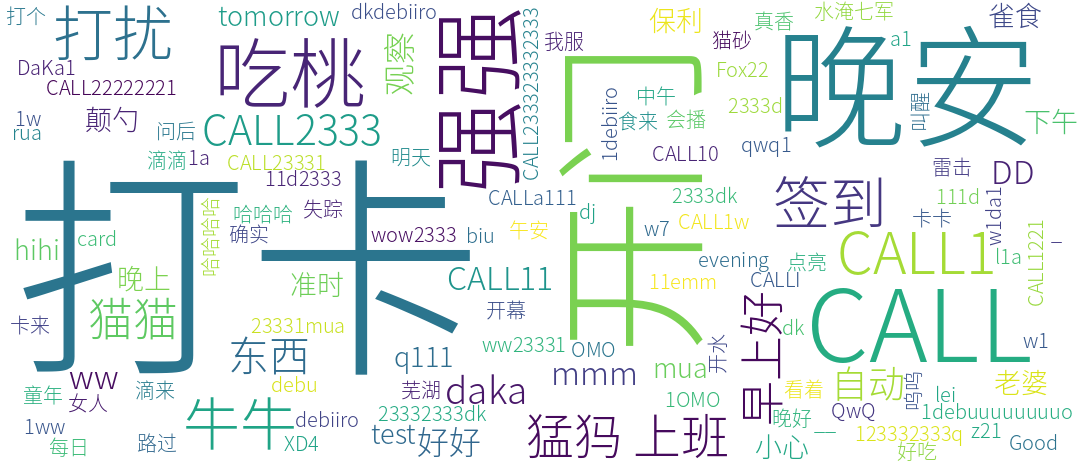 打个
打扰
tomorrow
dkdebiiro
强强
CALL23332333233323333
我服
保利
真香
水淹七军
雀食
DaKa1
CALL22222221
吃桃
观察
猫砂
a1
晚安
Fox22
1w
rua
颠勺
问后
CALL2333
1debiiro
中午
2333d
叫醒
下午
食来
会播
qwq1
滴滴
1a
CALL23331
明天
CALL10
雷击
DD
打卡
11d2333
开门
CALLa111
2333dk
签到
111d
w1da1
哈哈哈哈
哈哈哈
失踪
dj
卡卡
hihi
card
确实
wow2333
biu
午安
w7
CALL1w
CALL1
CALL1221
_
l1a
晚上
准时
CALL11
evening
点亮
11emm
CALLI
猫猫
卡来
23331mua
开幕
早上好
dk
CALL
东西
q111
ww23331
OMO
开水
w1
ww
童年
女人
滴来
debu
芜湖
daka
mmm
mua
看着
自动
呜呜
lei
老婆
1ww
牛牛
debiiro
23332333dk
1OMO
晚好
QwQ
1debuuuuuuuuo
每日
路过
XD4
test
好好
猛犸
上班
小心
__
123332333q
z21
好吃
Good